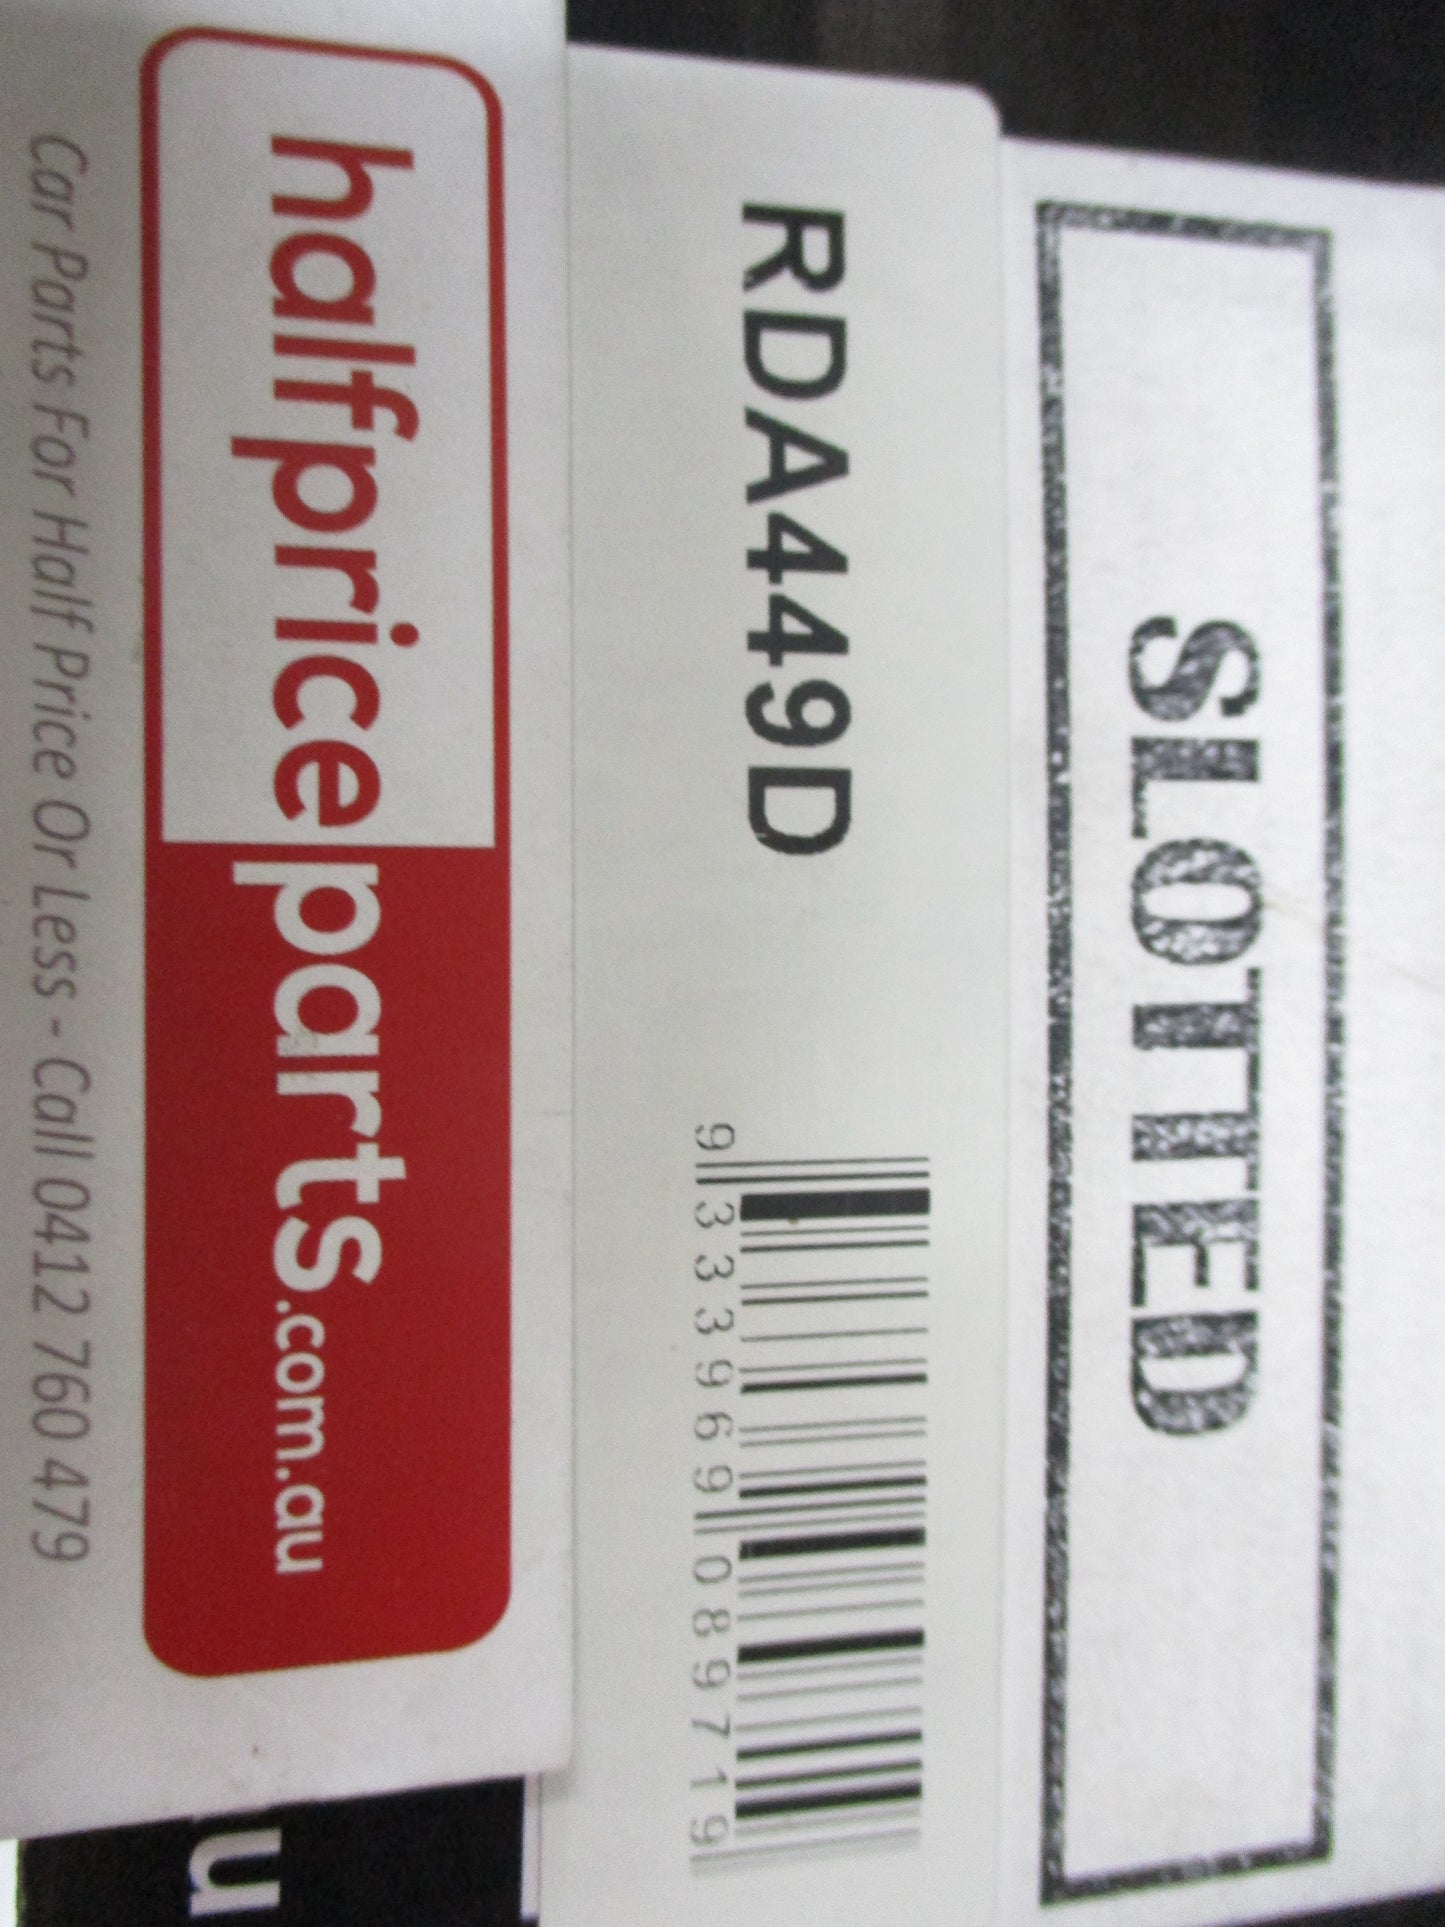 SLOTTED
RDA449D
9 333969 089719
halfpriceparts.com.au
Car Parts For Half Price Or Less - Call 0412 760 479
u